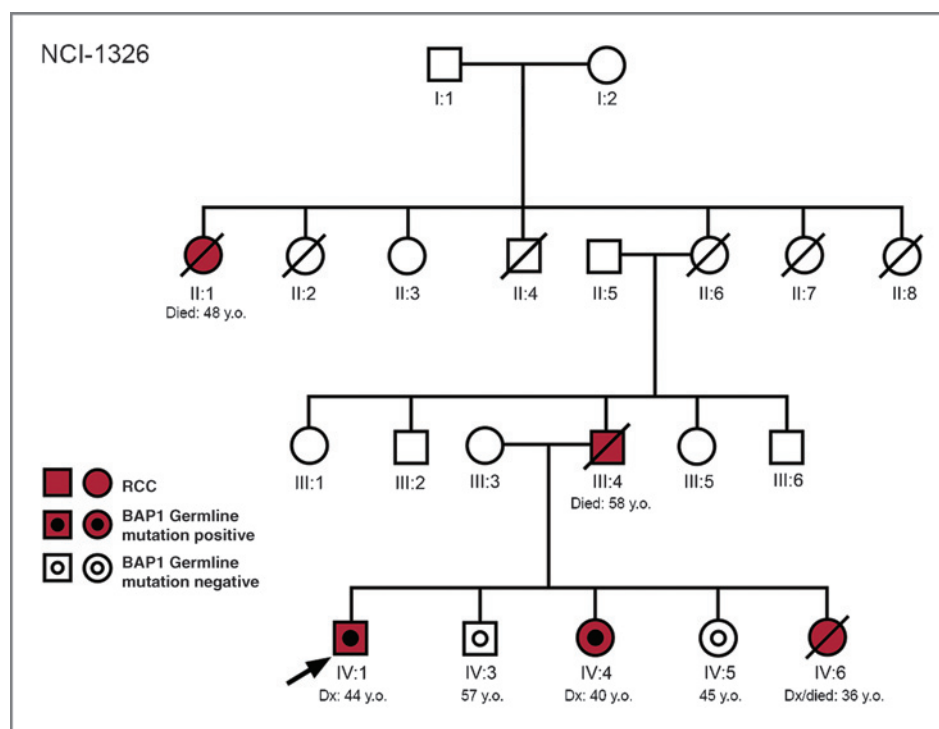 NCI-1326
I:1 I:2
II:1 II:2 II:3 II:4 II:5 II:6 II:7 II:8
Died: 48 y.o.
III:1 III:2 III:3 III:4 III:5 III:6
Died: 58 y.o.
RCC
BAP1 Germline
mutation positive
BAP1 Germline
mutation negative
IV:1 IV:3 IV:4 IV:5 IV:6
Dx: 44 y.o. 57 y.o. Dx: 40 y.o. 45 y.o. Dx/died: 36 y.o.